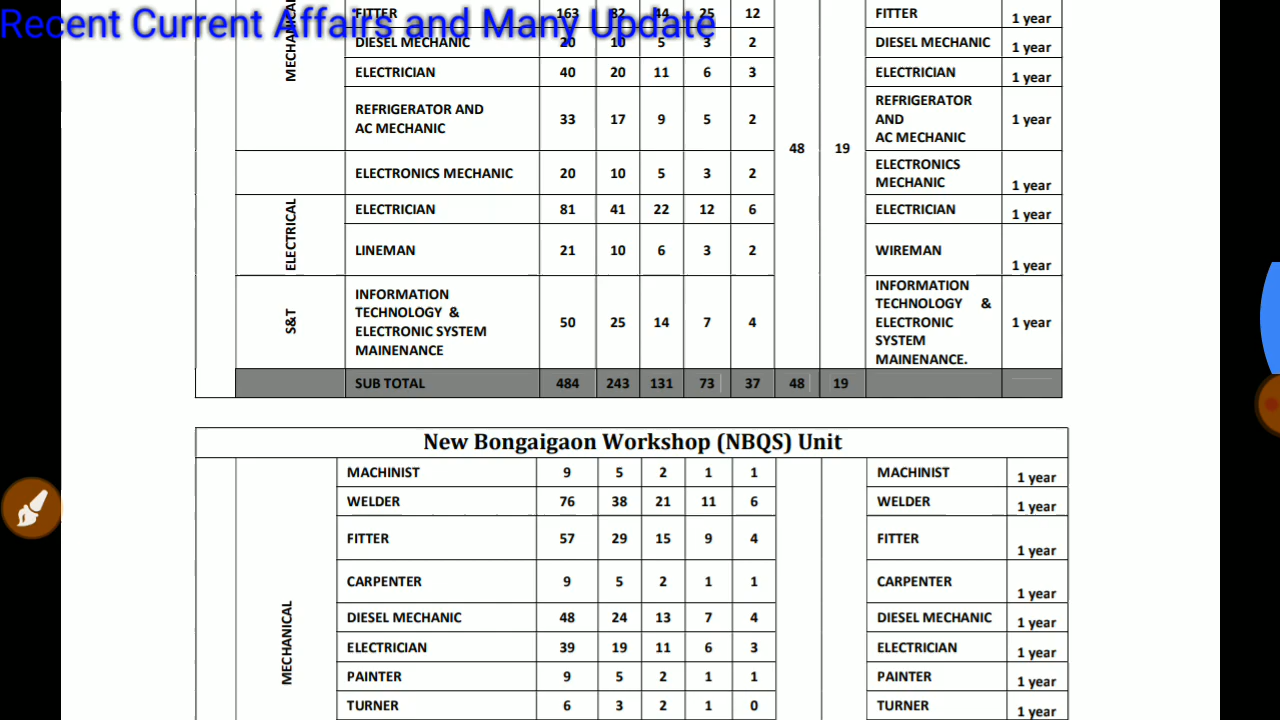 Recent Current Affairs and Many Update
MECHANICAL
FITTER 163 82 44 25 12 FITTER 1 year
DIESEL MECHANIC 20 10 5 3 2 DIESEL MECHANIC 1 year
ELECTRICIAN 40 20 11 6 3 ELECTRICIAN 1 year
REFRIGERATOR AND
AC MECHANIC 33 17 9 5 2 REFRIGERATOR
AND
AC MECHANIC 1 year
48 19
ELECTRONICS MECHANIC 20 10 5 3 2 ELECTRONICS
MECHANIC 1 year
ELECTRICAL
ELECTRICIAN 81 41 22 12 6 ELECTRICIAN 1 year
LINEMAN 21 10 6 3 2 WIREMAN 1 year
S&T
INFORMATION
TECHNOLOGY &
ELECTRONIC SYSTEM
MAINENANCE 50 25 14 7 4 INFORMATION
TECHNOLOGY &
ELECTRONIC
SYSTEM
MAINENANCE. 1 year
SUB TOTAL 484 243 131 73 37 48 19
New Bongaigaon Workshop (NBQS) Unit
MECHANICAL
MACHINIST 9 5 2 1 1 MACHINIST 1 year
WELDER 76 38 21 11 6 WELDER 1 year
FITTER 57 29 15 9 4 FITTER 1 year
CARPENTER 9 5 2 1 1 CARPENTER 1 year
DIESEL MECHANIC 48 24 13 7 4 DIESEL MECHANIC 1 year
ELECTRICIAN 39 19 11 6 3 ELECTRICIAN 1 year
PAINTER 9 5 2 1 1 PAINTER 1 year
TURNER 6 3 2 1 0 TURNER 1 year